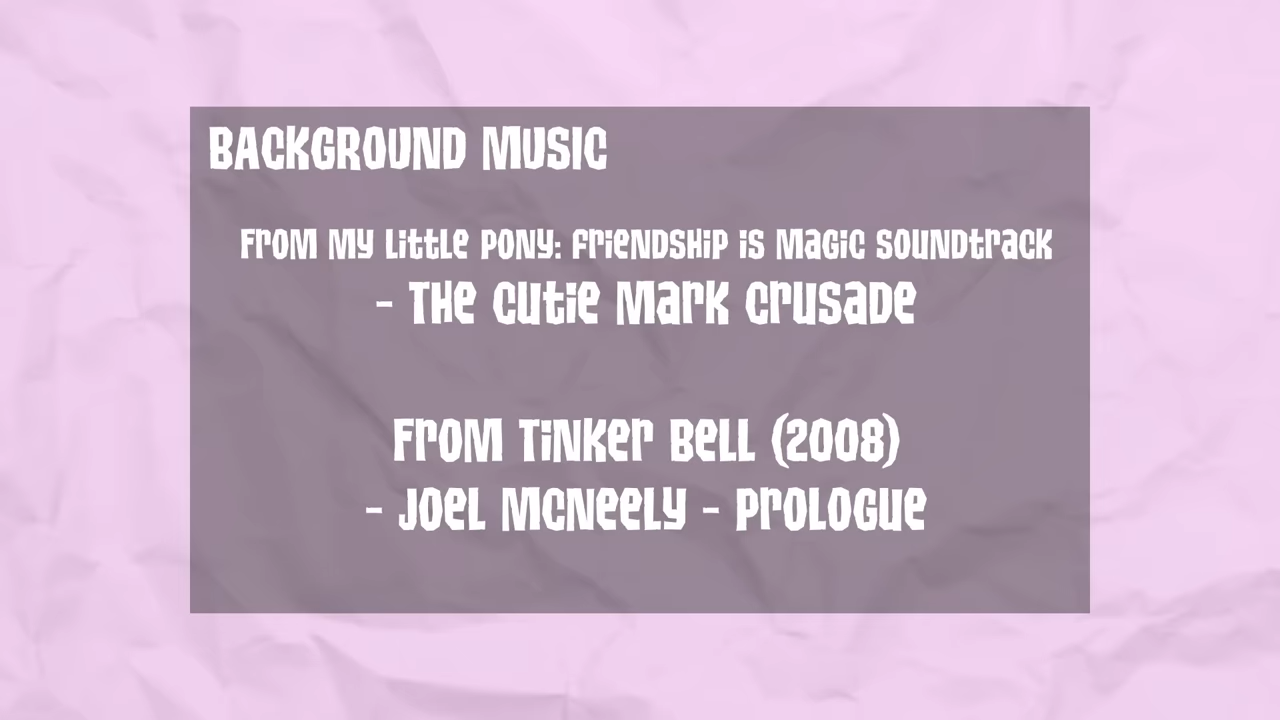 BACKGROUND MUSIC
From My Little Pony: Friendship is Magic Soundtrack
- The Cutie Mark Crusade
From Tinker Bell (2008)
- Joel McNeely - Prologue